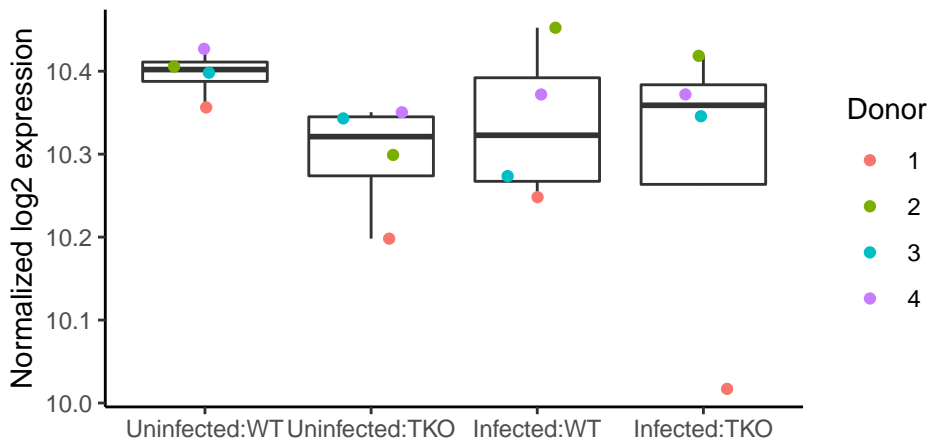 Normalized log2 expression
10.4
10.3
10.2
10.1
10.0
Uninfected:WT
Uninfected:TKO
Infected:WT
Infected:TKO
Donor
1
2
3
4